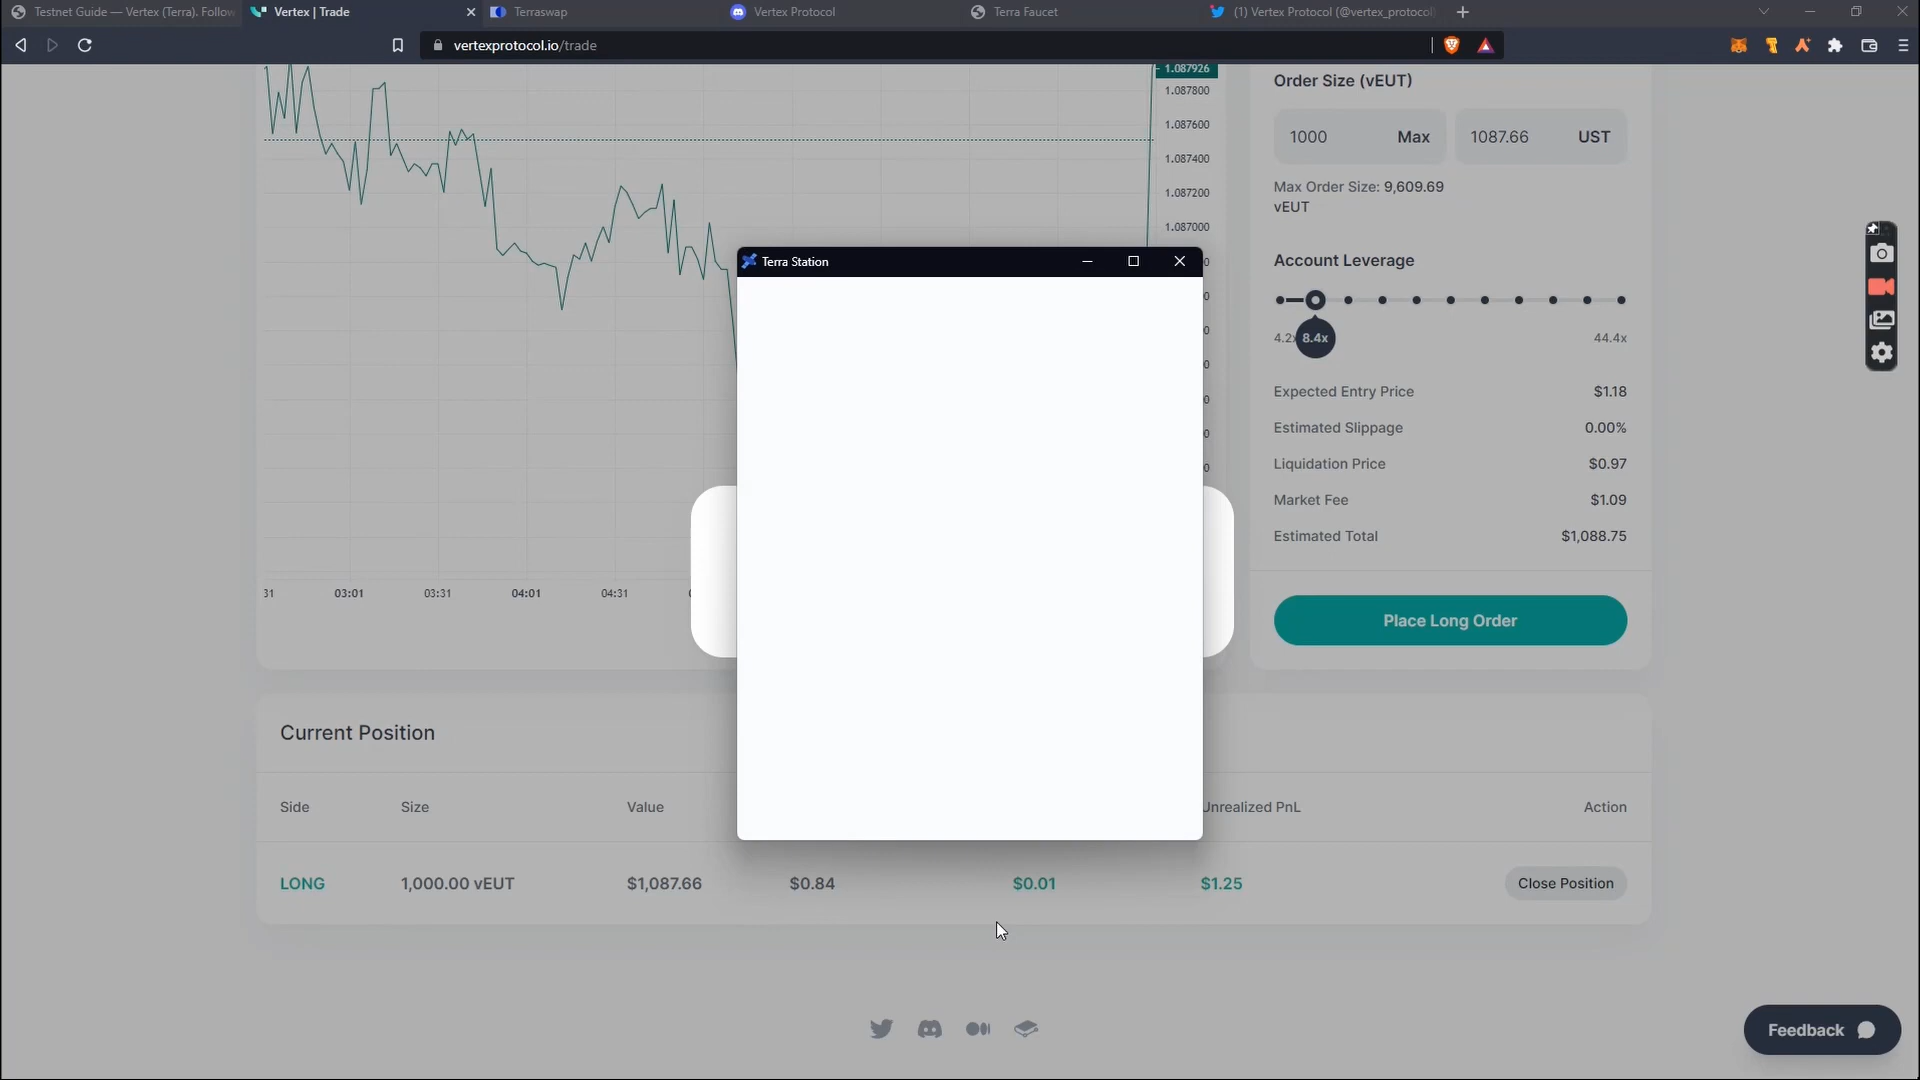 Testnet Guide — Vertex (Terra). Follow
Vertex | Trade
Terraswap
Vertex Protocol
Terra Faucet
(1) Vertex Protocol (@vertex_protocol
vertexprotocol.io/trade
1.087926
1.087800
1.087600
1.087400
1.087200
1.087000
31
03:01
03:31
04:01
04:31
Order Size (vEUT)
1000
Max
1087.66
UST
Max Order Size: 9,609.69
vEUT
Account Leverage
4.2x
8.4x
44.4x
Expected Entry Price
$1.18
Estimated Slippage
0.00%
Liquidation Price
$0.97
Market Fee
$1.09
Estimated Total
$1,088.75
Place Long Order
Terra Station
Current Position
Side
Size
Value
Unrealized PnL
Action
LONG
1,000.00 vEUT
$1,087.66
$0.84
$0.01
$1.25
Close Position
Feedback